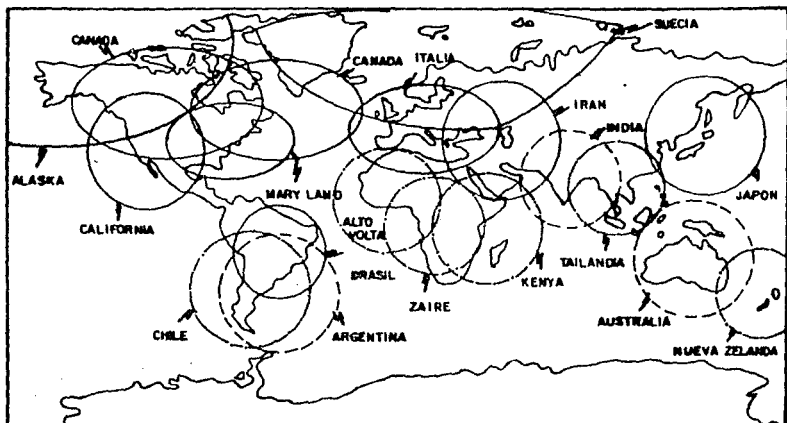 SUECIA
CANADA
CANADA
ITALIA
IRAN
INDIA
ALASKA
MARY LAND
JAPON
CALIFORNIA
ALTO
VOLTA
TAILANDIA
BRASIL
ZAIRE
KENYA
CHILE
ARGENTINA
AUSTRALIA
NUEVA ZELANDA